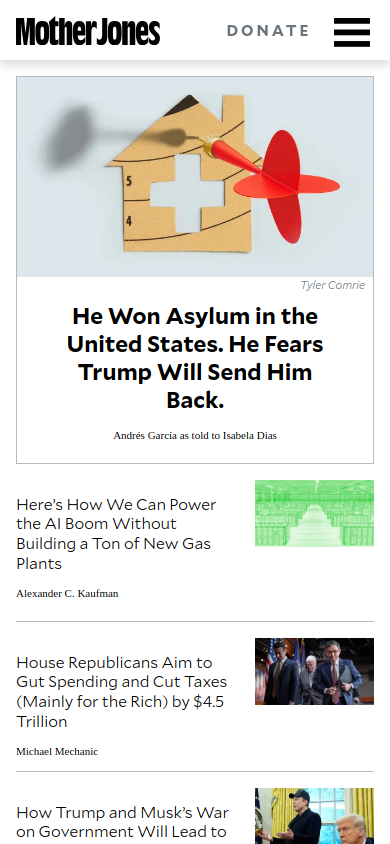 Mother Jones
DONATE
5
4
Tyler Comrie
He Won Asylum in the
United States. He Fears
Trump Will Send Him
Back.
Andrés García as told to Isabela Dias
Here’s How We Can Power
the AI Boom Without
Building a Ton of New Gas
Plants
Alexander C. Kaufman
House Republicans Aim to
Gut Spending and Cut Taxes
(Mainly for the Rich) by $4.5
Trillion
Michael Mechanic
How Trump and Musk’s War
on Government Will Lead to